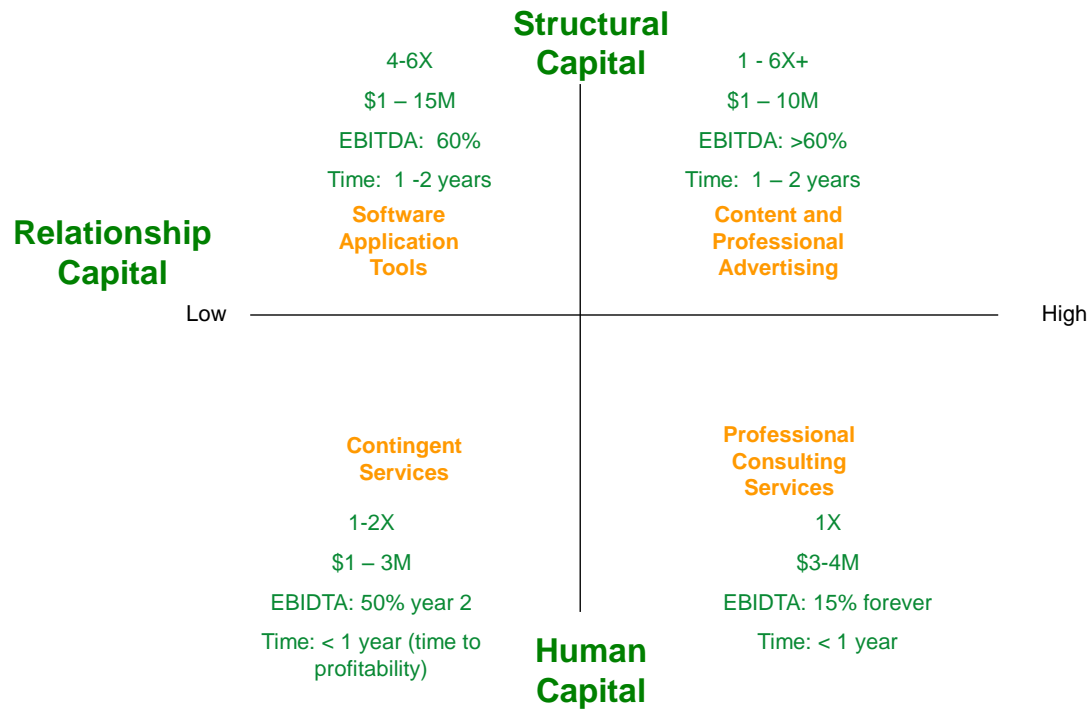 Structural
Capital
4-6X
$1 – 15M
EBITDA:  60%
Time:  1 -2 years
Software
Application
Tools
1 - 6X+
$1 – 10M
EBITDA: >60%
Time:  1 – 2 years
Content and
Professional
Advertising
Relationship
Capital
Low
High
Contingent
Services
1-2X
$1 – 3M
EBIDTA: 50% year 2
Time: < 1 year (time to
profitability)
Professional
Consulting
Services
1X
$3-4M
EBIDTA: 15% forever
Time: < 1 year
Human
Capital